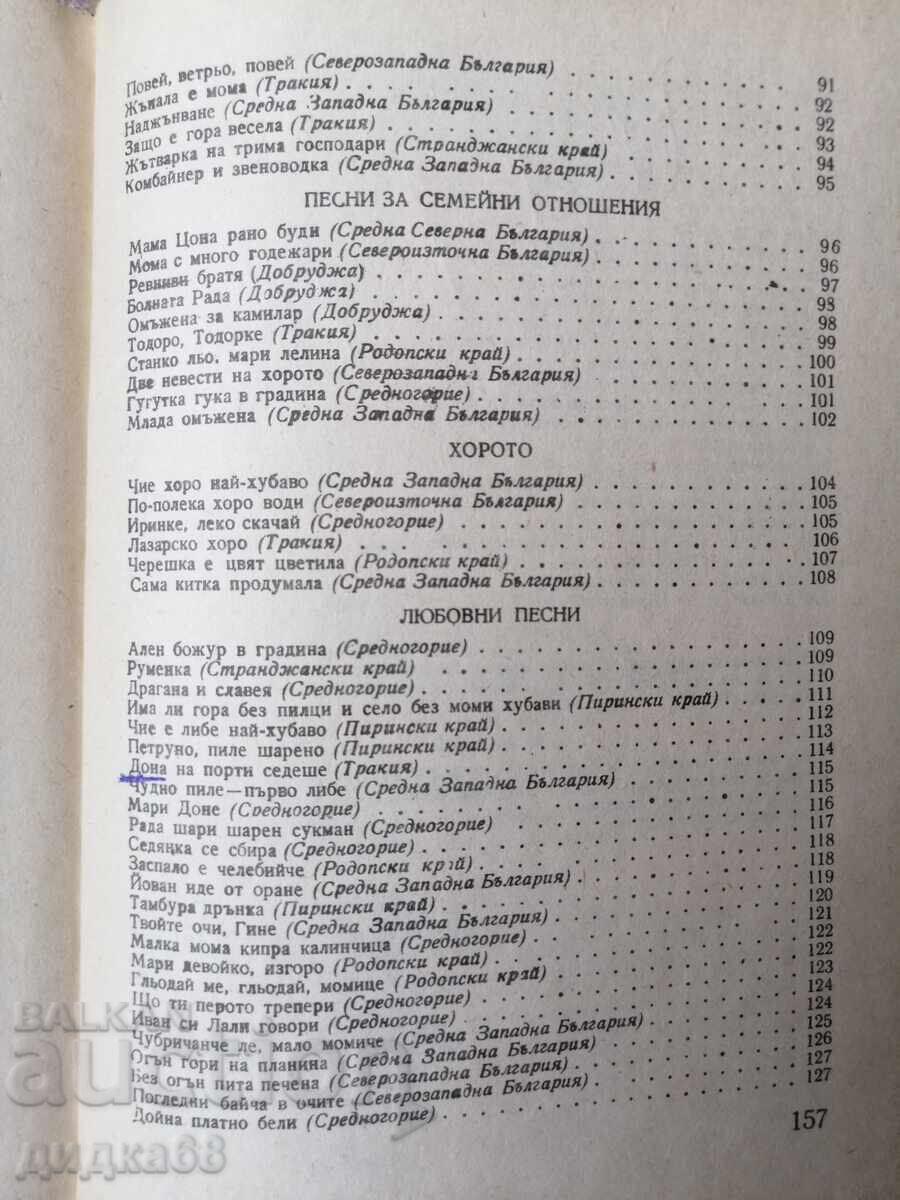 Повей, ветрьо, повей (Северозападна България) . . . . . . . . 91
Жънала е мома (Тракия) . . . . . . . . 92
Наджънване (Средна Западна България) . . . . . . . . 92
Защо е гора весела (Тракия) . . . . . . . . 93
Жътварка на трима господари (Странджански край) . . . . . . . . 94
Комбайнер и звеноводка (Средна Западна България) . . . . . . . . 95
ПЕСНИ ЗА СЕМЕЙНИ ОТНОШЕНИЯ
Мама Цона рано буди (Средна Северна България) . . . . . . . . 96
Мома с много годежари (Североизточна България) . . . . . . . . 96
Ревниви братя (Добруджа) . . . . . . . . 97
Болната Рада (Добруджа) . . . . . . . . 98
Омъжена за камилар (Добруджа) . . . . . . . . 98
Тодоро, Тодорке (Тракия) . . . . . . . . 99
Станко льо, мари лелина (Родопски край) . . . . . . . . 100
Две невести на хорото (Северозападна България) . . . . . . . . 101
Гугутка гука в градина (Средногорие) . . . . . . . . 101
Млада омъжена (Средна Западна България) . . . . . . . . 102
ХОРОТО
Чие хоро най-хубаво (Средна Западна България) . . . . . . . . 104
По-полека хоро води (Североизточна България) . . . . . . . . 105
Иринке, леко скачай (Средногорие) . . . . . . . . 105
Лазарско хоро (Тракия) . . . . . . . . 106
Черешка е цвят цветила (Родопски край) . . . . . . . . 107
Сама китка продумала (Средна Западна България) . . . . . . . . 108
ЛЮБОВНИ ПЕСНИ
Ален божур в градина (Средногорие) . . . . . . . . 109
Руменка (Странджански край) . . . . . . . . 109
Драгана и славея (Средногорие) . . . . . . . . 110
Има ли гора без пилци и село без моми хубави (Пирински край) . . . . . . . . 111
Чие е либе най-хубаво (Пирински край) . . . . . . . . 112
Петруно, пиле шарено (Пирински край) . . . . . . . . 113
Дона на порти седеше (Тракия) . . . . . . . . 114
Чудно пиле—първо либе (Средна Западна България) . . . . . . . . 115
Мари Доне (Средногорие) . . . . . . . . 115
Рада шари шарен сукман (Средногорие) . . . . . . . . 116
Седянка се сбира (Средногорие) . . . . . . . . 117
Заспало е челебийче (Родопски край) . . . . . . . . 118
Йован иде от оране (Средна Западна България) . . . . . . . . 118
Тамбура дрънка (Пирински край) . . . . . . . . 119
Твойте очи, Гине (Средна Западна България) . . . . . . . . 120
Малка мома кипра калинчица (Средногорие) . . . . . . . . 121
Мари девойко, изгоро (Родопски край) . . . . . . . . 122
Гльодай ме, гльодай, момице (Родопски край) . . . . . . . . 122
Що ти перото трепери (Средногорие) . . . . . . . . 123
Иван си Лали говори (Средногорие) . . . . . . . . 124
Чубричанче ле, мало момиче (Средна Западна България) . . . . . . . . 124
Огън гори на планина (Средна Западна България) . . . . . . . . 125
Без огън пита печена (Северозападна България) . . . . . . . . 126
Погледни байча в очите (Северозападна България) . . . . . . . . 127
Дойна платно бели (Средногорие) . . . . . . . . 127
157
BALKAN
auction
дидка68